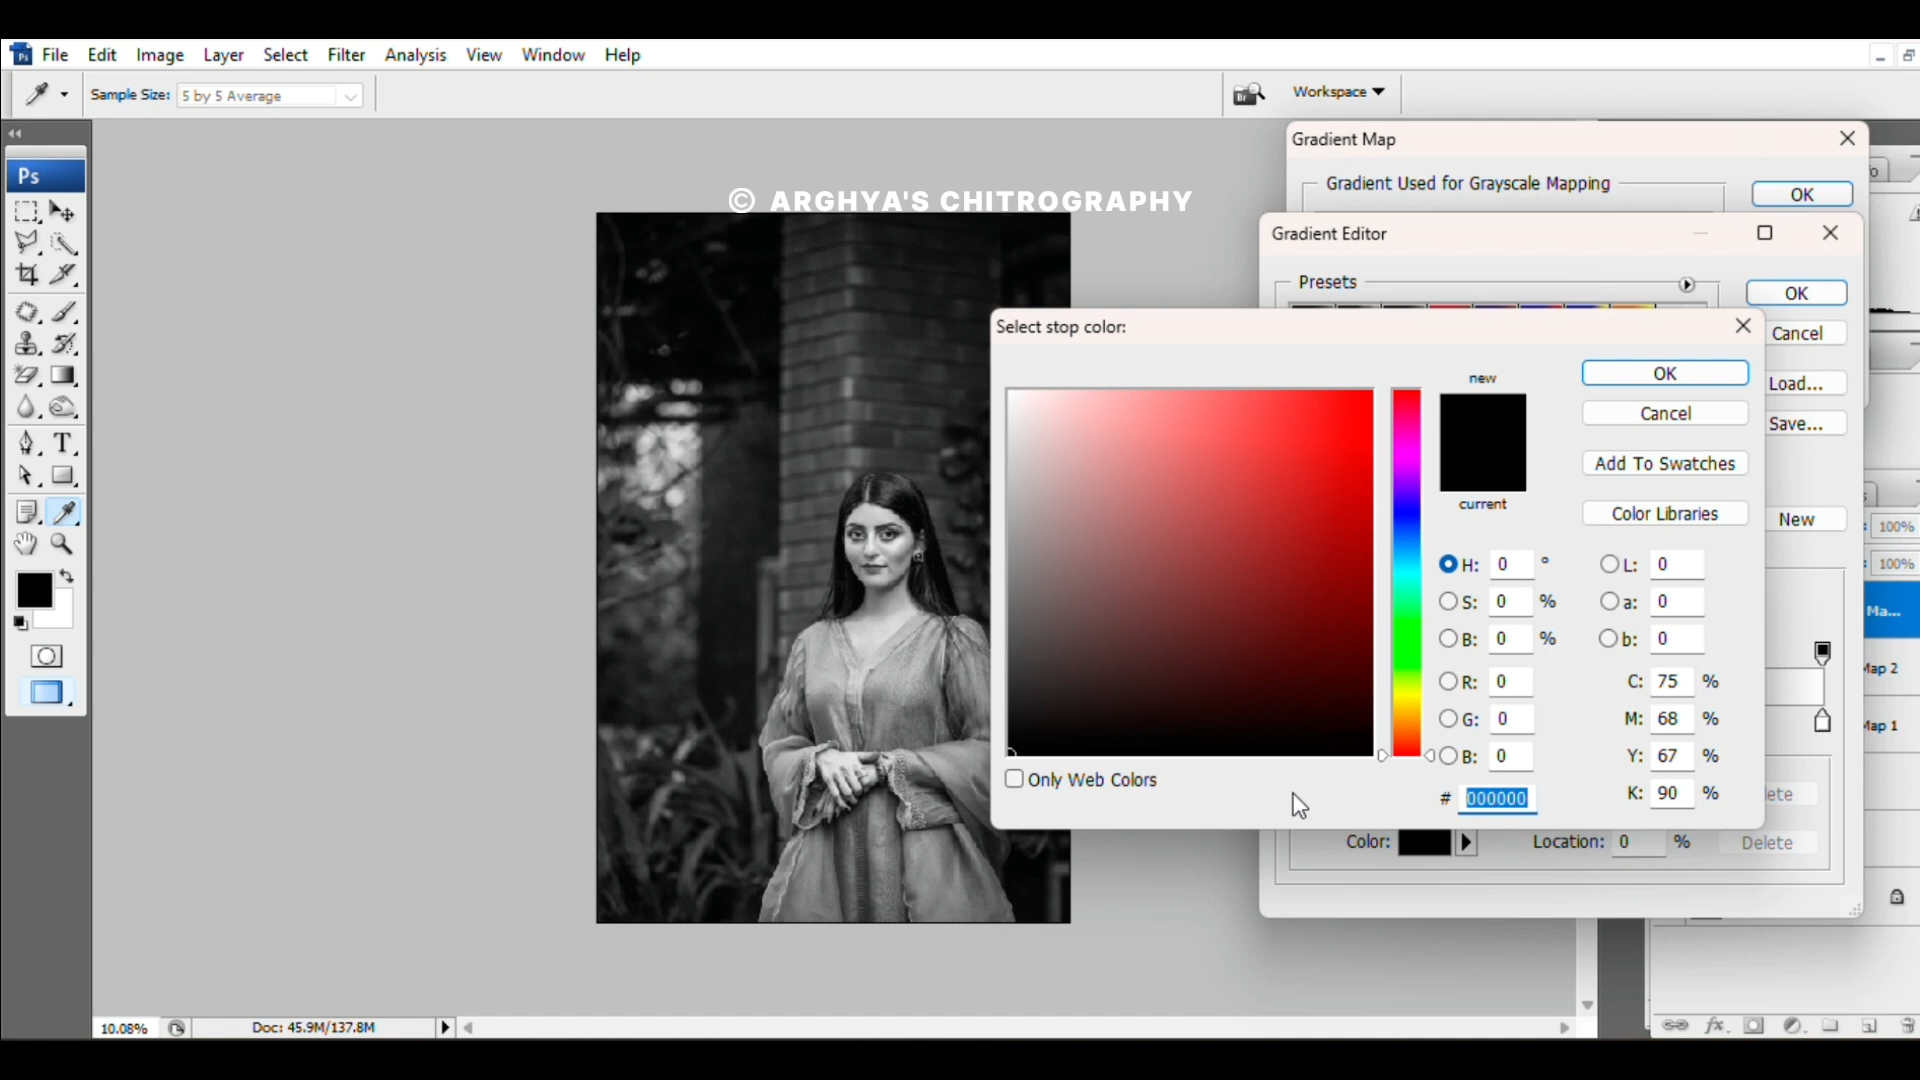 Ps File Edit Image Layer Select Filter Analysis View Window Help
Sample Size: 5 by 5 Average
Br Workspace
Ps
© ARGHYA'S CHITROGRAPHY
Gradient Map
Gradient Used for Grayscale Mapping
OK
Gradient Editor
Presets
OK
Cancel
Load...
Save...
New
Select stop color:
new
current
OK
Cancel
Add To Swatches
Color Libraries
H: 0 °
S: 0 %
B: 0 %
R: 0
G: 0
B: 0
# 000000
L: 0
a: 0
b: 0
C: 75 %
M: 68 %
Y: 67 %
K: 90 %
Only Web Colors
Color:
Location: 0 %
Delete
100%
100%
Ma...
Map 2
Map 1
T
10.08%
Doc: 45.9M/137.8M
fx